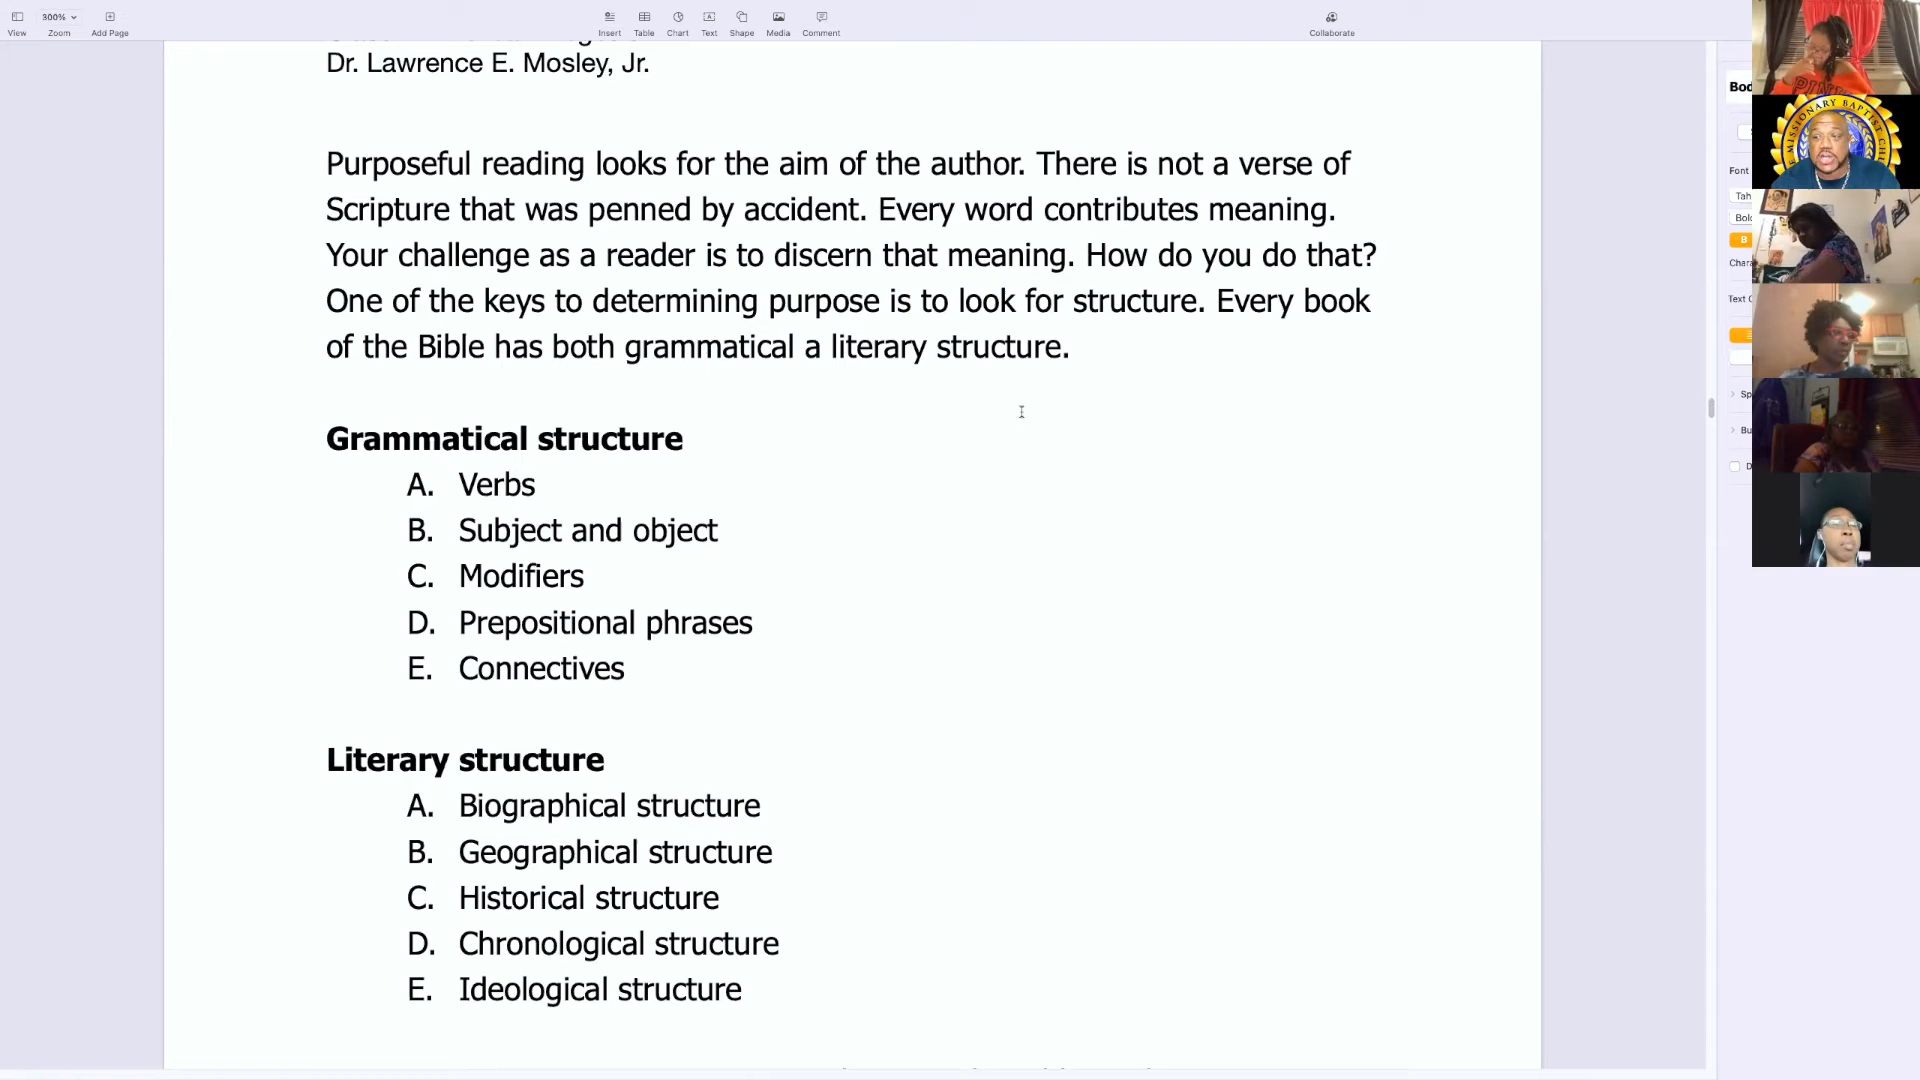 300%
View
Zoom
Add Page
Insert
Table
Chart
Text
Shape
Media
Comment
Collaborate
Dr. Lawrence E. Mosley, Jr.
Purposeful reading looks for the aim of the author. There is not a verse of
Scripture that was penned by accident. Every word contributes meaning.
Your challenge as a reader is to discern that meaning. How do you do that?
One of the keys to determining purpose is to look for structure. Every book
of the Bible has both grammatical a literary structure.
Grammatical structure
A. Verbs
B. Subject and object
C. Modifiers
D. Prepositional phrases
E. Connectives
Literary structure
A. Biographical structure
B. Geographical structure
C. Historical structure
D. Chronological structure
E. Ideological structure
Font
B
MISSIONARY BAPTIST
PINK